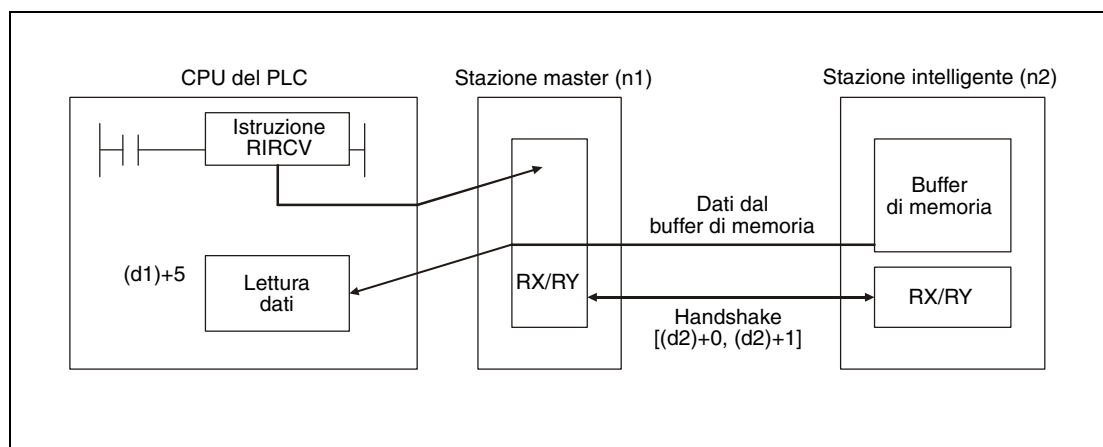 CPU del PLC
Stazione master (n1)
Stazione intelligente (n2)
Istruzione
RIRCV
Buffer
di memoria
Dati dal
buffer di memoria
(d1)+5
Lettura
dati
RX/RY
RX/RY
Handshake
[(d2)+0, (d2)+1]